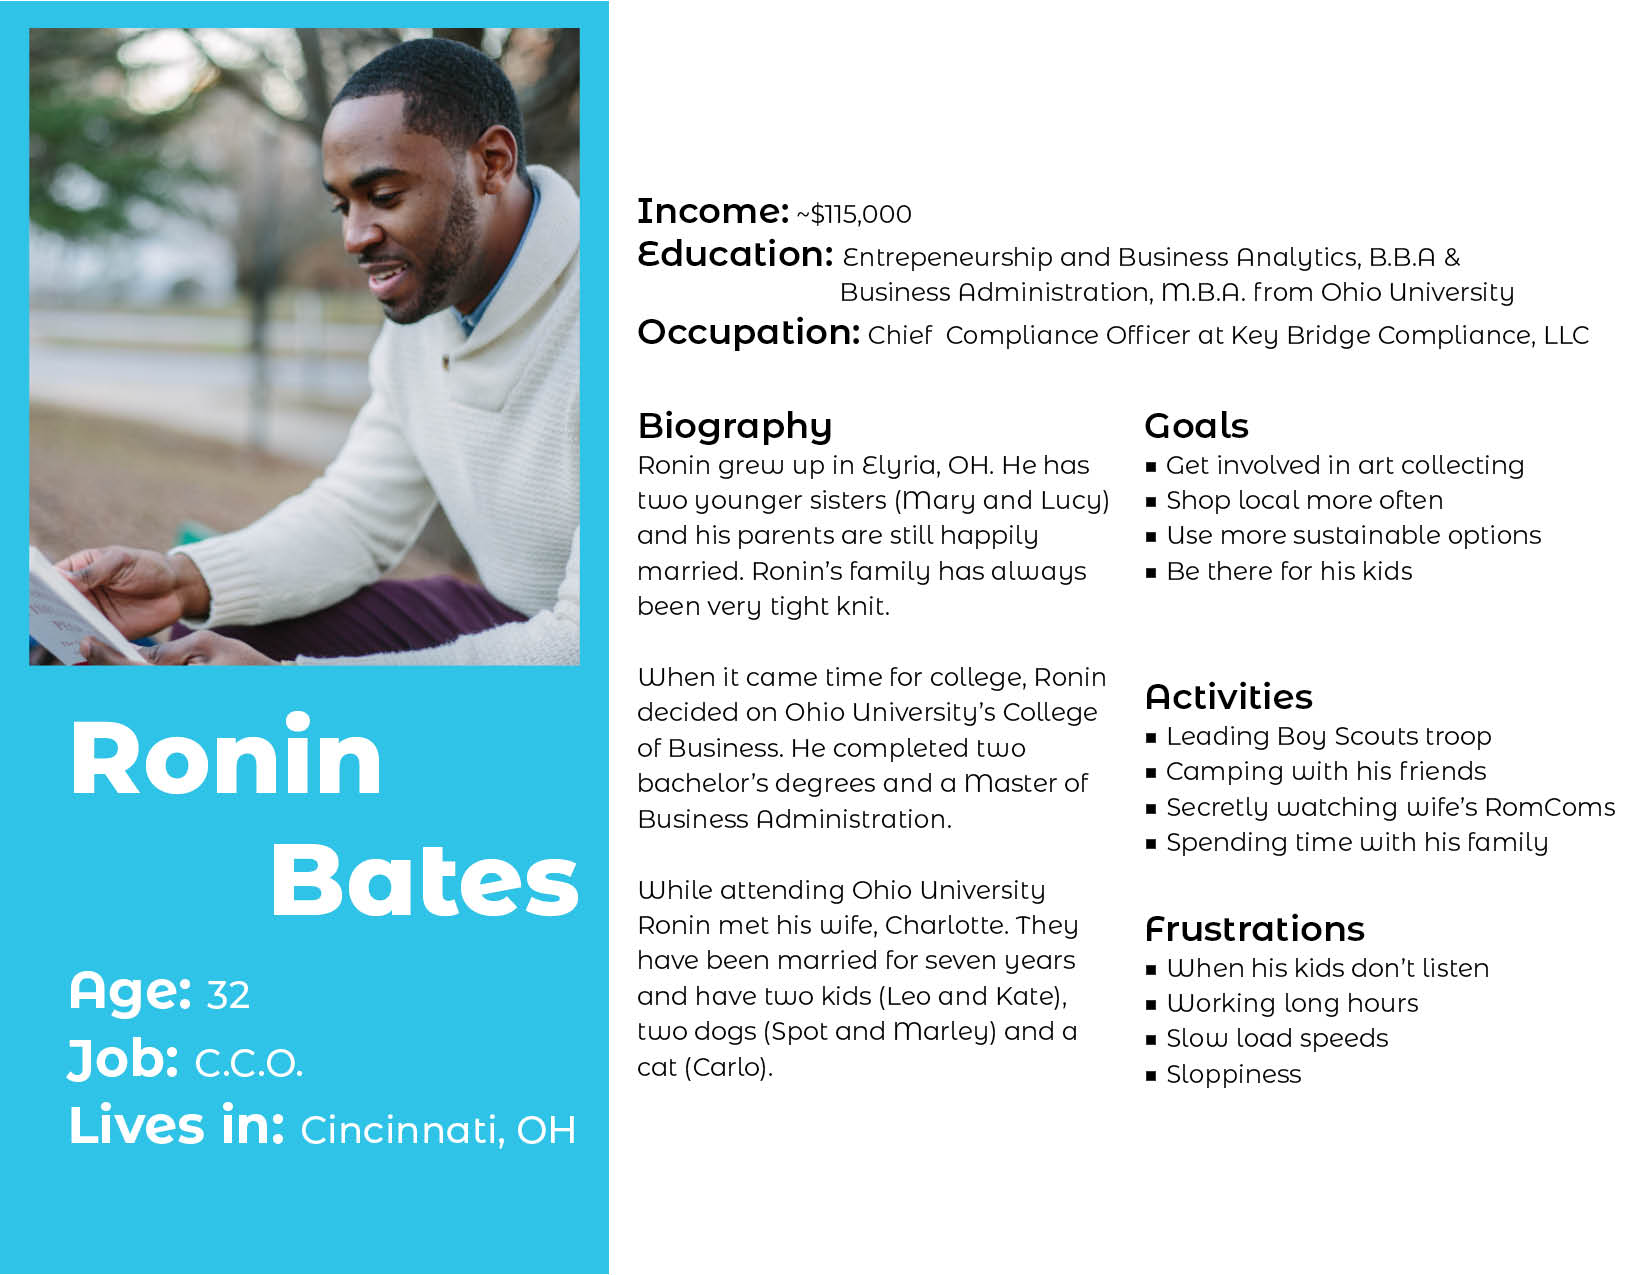 Ronin
Bates
Age: 32
Job: C.C.O.
Lives in: Cincinnati, OH
Income: ~$115,000
Education: Entrepeneurship and Business Analytics, B.B.A &
Business Administration, M.B.A. from Ohio University
Occupation: Chief  Compliance Officer at Key Bridge Compliance, LLC
Biography
Ronin grew up in Elyria, OH. He has
two younger sisters (Mary and Lucy)
and his parents are still happily
married. Ronin’s family has always
been very tight knit.
When it came time for college, Ronin
decided on Ohio University’s College
of Business. He completed two
bachelor’s degrees and a Master of
Business Administration.
While attending Ohio University
Ronin met his wife, Charlotte. They
have been married for seven years
and have two kids (Leo and Kate),
two dogs (Spot and Marley) and a
cat (Carlo).
Goals
▪ Get involved in art collecting
▪ Shop local more often
▪ Use more sustainable options
▪ Be there for his kids
Activities
▪ Leading Boy Scouts troop
▪ Camping with his friends
▪ Secretly watching wife’s RomComs
▪ Spending time with his family
Frustrations
▪ When his kids don’t listen
▪ Working long hours
▪ Slow load speeds
▪ Sloppiness